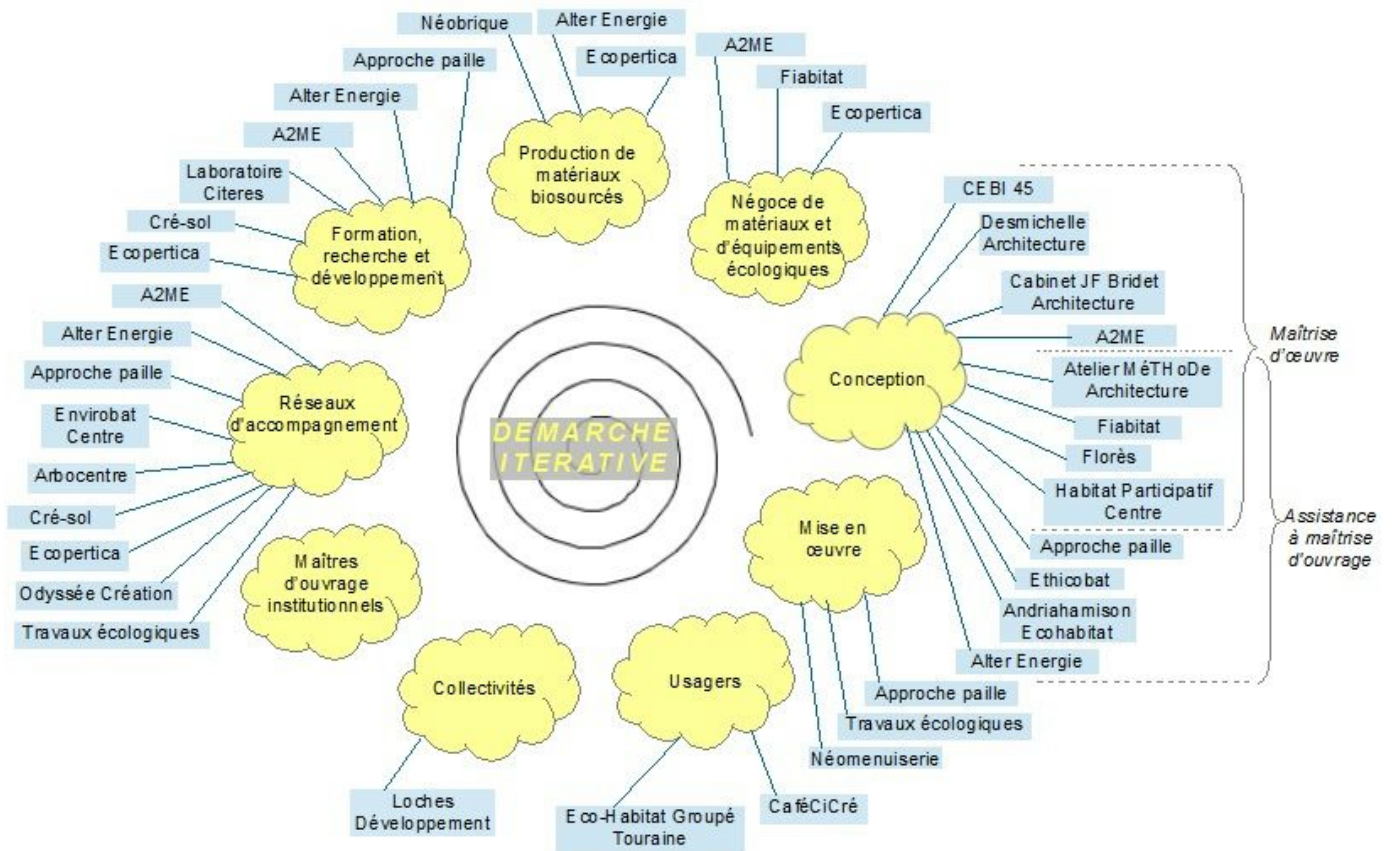 Néobrique
Alter Energie
Ecopertica
Approche paille
Alter Energie
A2ME
Laboratoire
Citeres
Cré-sol
Ecopertica
Formation,
recherche et
développement
Production de
matériaux
biosourcés
A2ME
Fiabitat
Ecopertica
Négoce de
matériaux et
d'équipements
écologiques
CEBI 45
Desmichelle
Architecture
Cabinet JF Bridet
Architecture
A2ME
Atelier MéTHoDe
Architecture
Fiabitat
Florès
Habitat Participatif
Centre
Approche paille
Ethicobat
Andriahamison
Ecohabitat
Alter Energie
Conception
Maîtrise
d'œuvre
Assistance
à maîtrise
d'ouvrage
A2ME
Alter Energie
Approche paille
Envirobat
Centre
Arbocentre
Cré-sol
Ecopertica
Odyssée Création
Travaux écologiques
Réseaux
d'accompagnement
DEMARCHE
ITERATIVE
Mise en
œuvre
Approche paille
Travaux écologiques
Néomenuiserie
Maîtres
d'ouvrage
institutionnels
Collectivités
Loches
Développement
Usagers
Eco-Habitat Groupé
Touraine
CaféCiCré